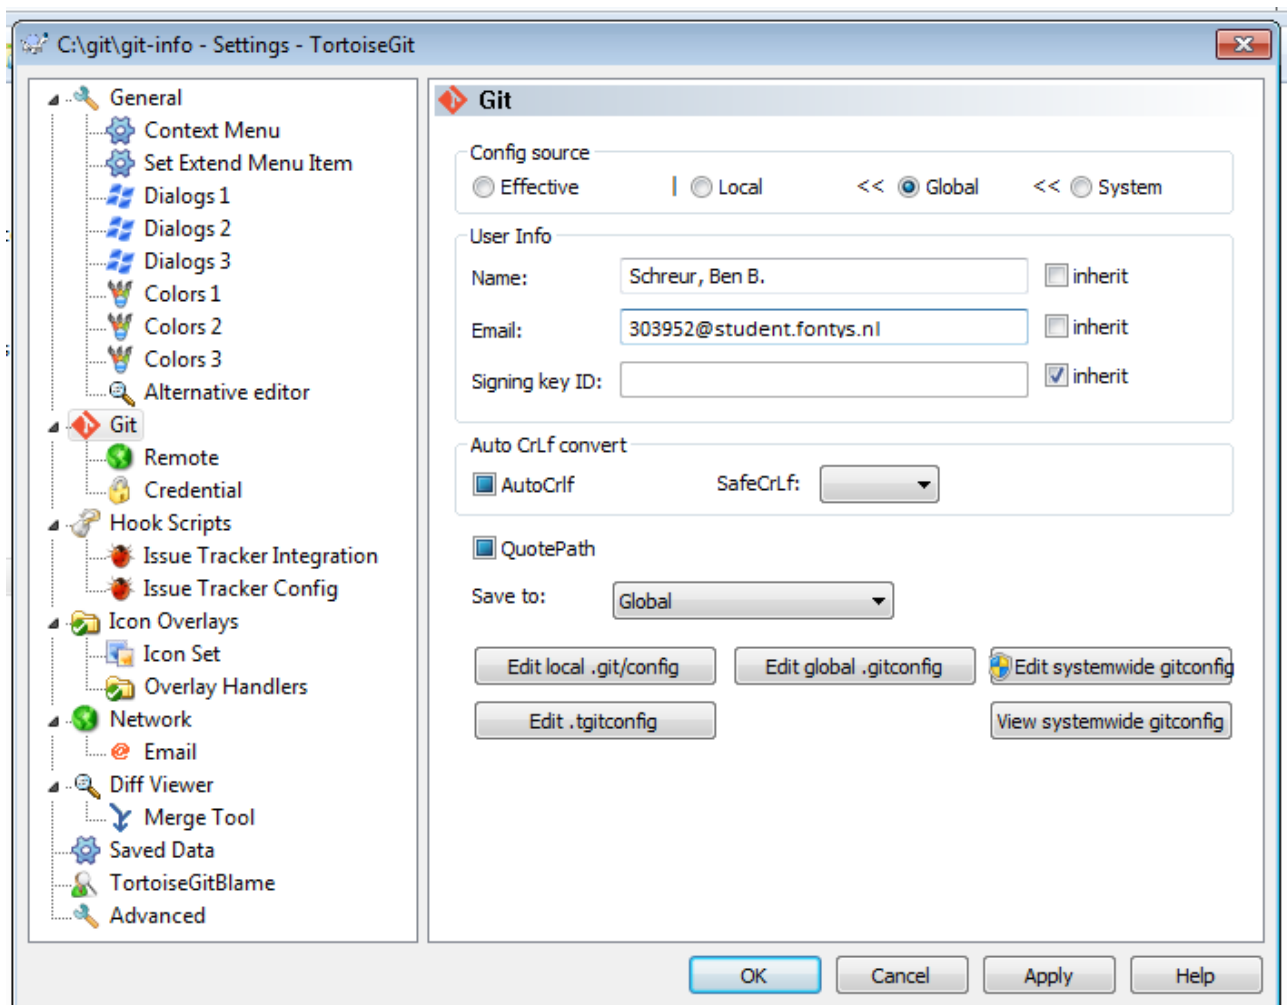 C:\git\git-info - Settings - TortoiseGit
General
Context Menu
Set Extend Menu Item
Dialogs 1
Dialogs 2
Dialogs 3
Colors 1
Colors 2
Colors 3
Alternative editor
Git
Remote
Credential
Hook Scripts
Issue Tracker Integration
Issue Tracker Config
Icon Overlays
Icon Set
Overlay Handlers
Network
Email
Diff Viewer
Merge Tool
Saved Data
TortoiseGitBlame
Advanced
Git
Config source
Effective | Local << Global << System
User Info
Name: Schreur, Ben B. inherit
Email: 303952@student.fontys.nl inherit
Signing key ID: inherit
Auto CrLf convert
AutoCrlf SafeCrLf:
QuotePath
Save to: Global
Edit local .git/config Edit global .gitconfig Edit systemwide gitconfig
Edit .tgitconfig View systemwide gitconfig
OK Cancel Apply Help